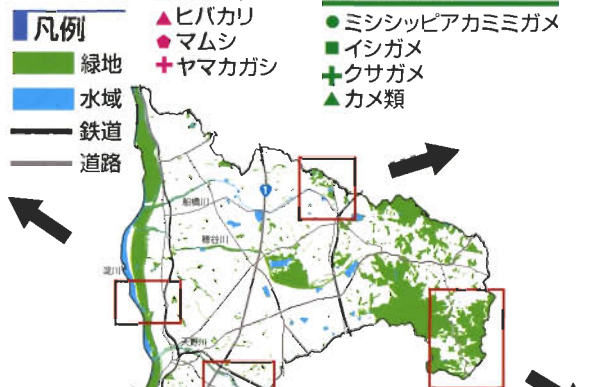 凡例
緑地
水域
鉄道
道路
ヒバカリ
マムシ
ヤマカガシ
ミシシッピアカミミガメ
イシガメ
クサガメ
カメ類
1
船橋川
穂谷川
淀川
天野川